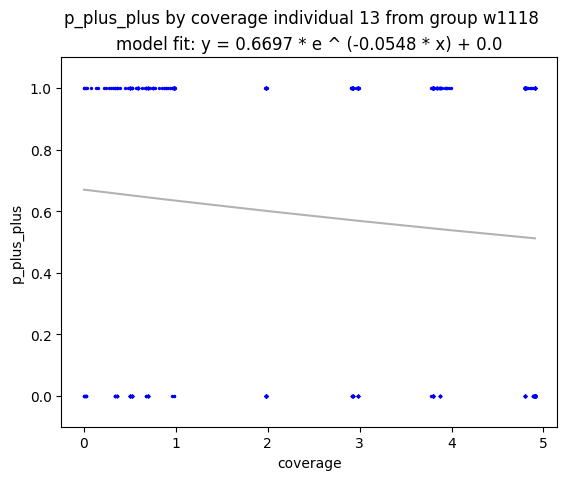 p_plus_plus by coverage individual 13 from group w1118
model fit: y = 0.6697 * e ^ (-0.0548 * x) + 0.0
1.0
0.8
0.6
0.4
0.2
0.0
p_plus_plus
0 1 2 3 4 5
coverage